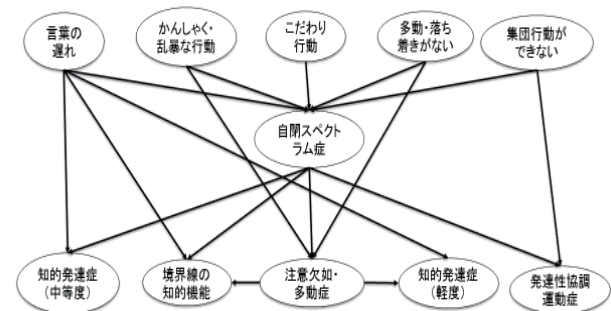 言葉の
遅れ
かんしゃく・
乱暴な行動
こだわり
行動
多動・落ち
着きがない
集団行動が
できない
自閉スペクト
ラム症
知的発達症
（中等度）
境界線の
知的機能
注意欠如・
多動症
知的発達症
（軽度）
発達性協調
運動症